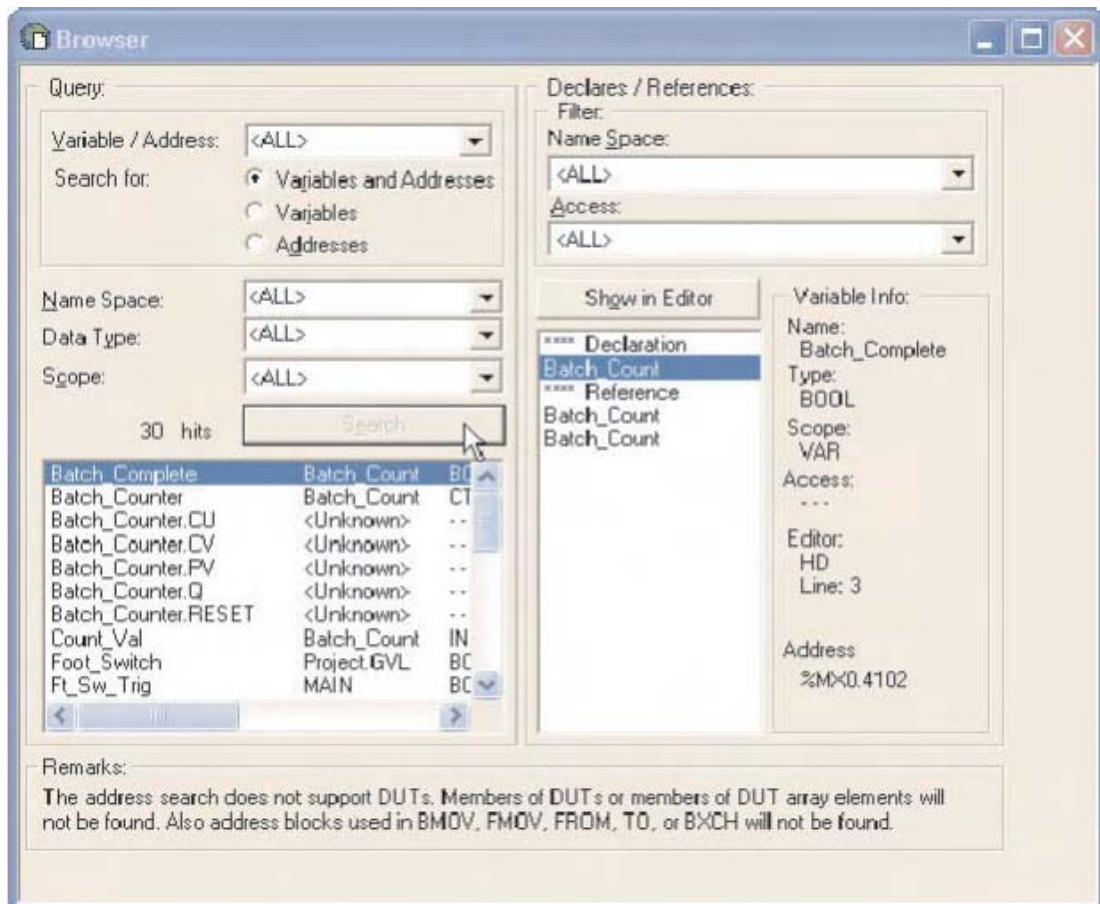 Browser
Query:
Variable / Address: <ALL>
Search for: Variables and Addresses
Variables
Addresses
Name Space: <ALL>
Data Type: <ALL>
Scope: <ALL>
30 hits Search
Batch_Complete Batch_Count BC
Batch_Counter Batch_Count CT
Batch_Counter.CU <Unknown> --
Batch_Counter.CV <Unknown> --
Batch_Counter.PV <Unknown> --
Batch_Counter.Q <Unknown> --
Batch_Counter.RESET <Unknown> --
Count_Val Batch_Count IN
Foot_Switch Project.GVL BC
Ft_Sw_Trig MAIN BC
Declares / References:
Filter:
Name Space:
<ALL>
Access:
<ALL>
Show in Editor
**** Declaration
Batch_Count
**** Reference
Batch_Count
Batch_Count
Variable Info:
Name:
Batch_Complete
Type:
BOOL
Scope:
VAR
Access:
---
Editor:
HD
Line: 3
Address
%MX0.4102
Remarks:
The address search does not support DUTs. Members of DUTs or members of DUT array elements will
not be found. Also address blocks used in BMOV, FMOV, FROM, TO, or BXCH will not be found.